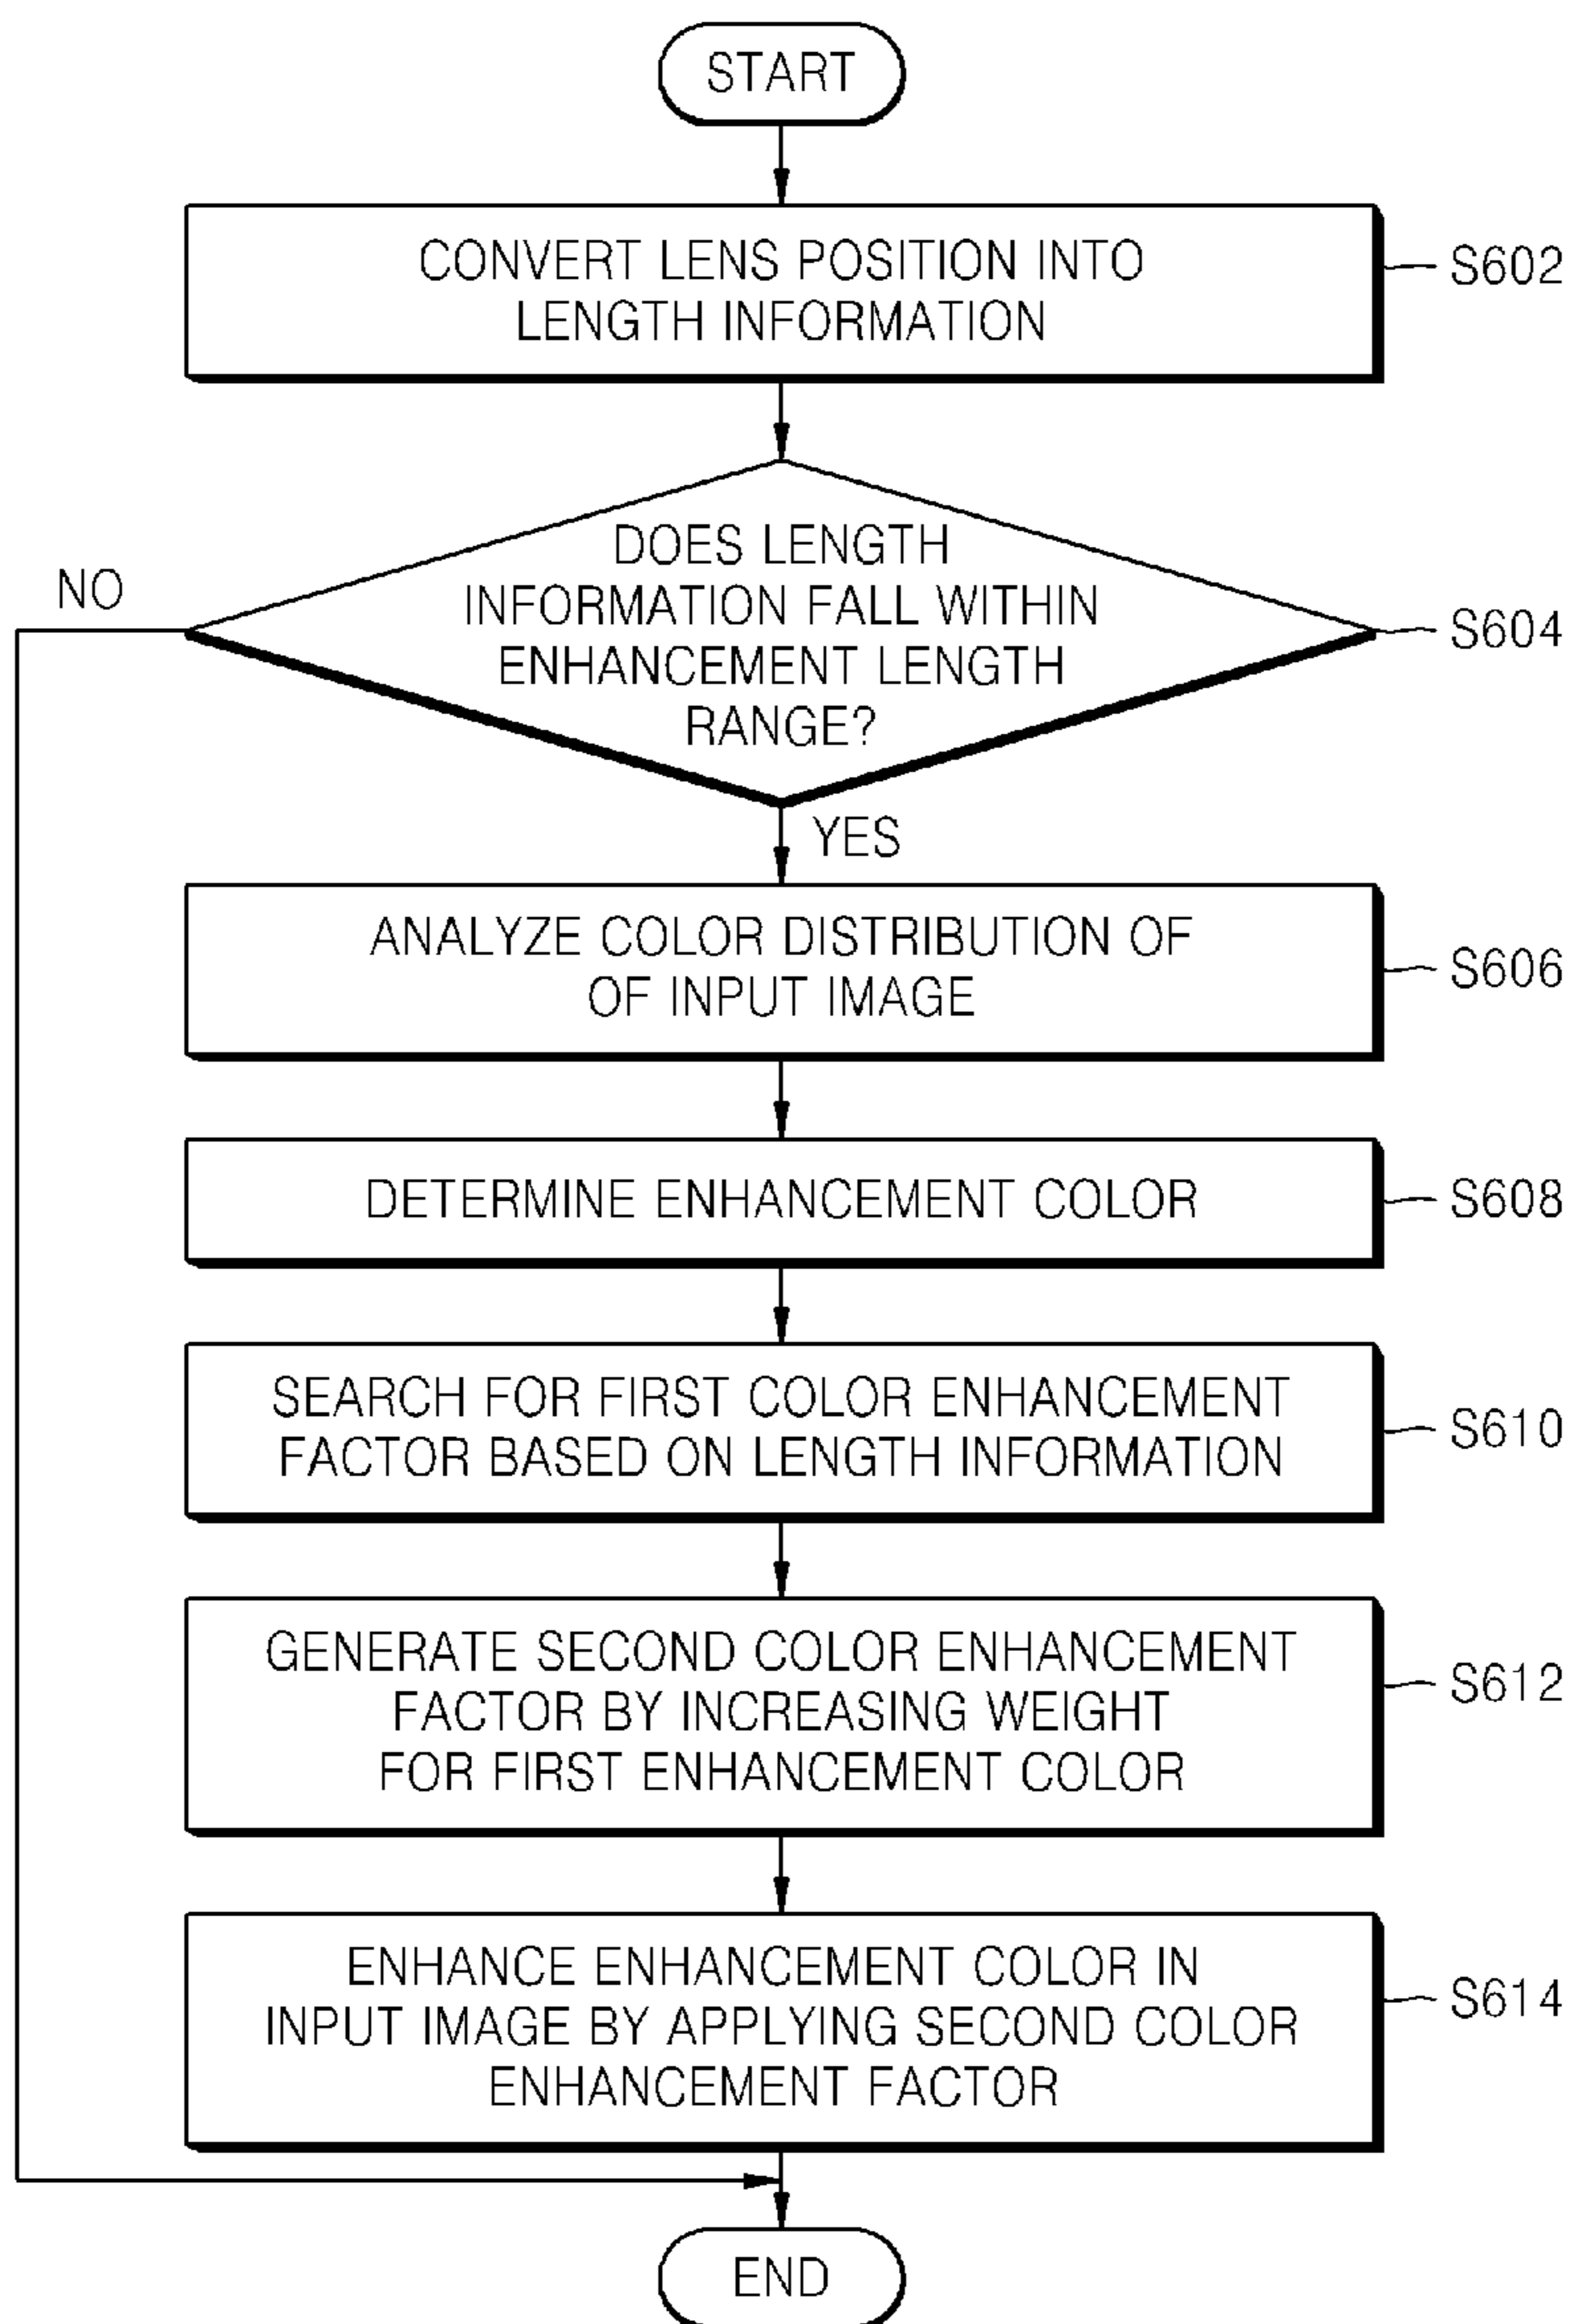 START
CONVERT LENS POSITION INTO
LENGTH INFORMATION
S602
DOES LENGTH
INFORMATION FALL WITHIN
ENHANCEMENT LENGTH
RANGE?
S604
NO
YES
ANALYZE COLOR DISTRIBUTION OF
OF INPUT IMAGE
S606
DETERMINE ENHANCEMENT COLOR
S608
SEARCH FOR FIRST COLOR ENHANCEMENT
FACTOR BASED ON LENGTH INFORMATION
S610
GENERATE SECOND COLOR ENHANCEMENT
FACTOR BY INCREASING WEIGHT
FOR FIRST ENHANCEMENT COLOR
S612
ENHANCE ENHANCEMENT COLOR IN
INPUT IMAGE BY APPLYING SECOND COLOR
ENHANCEMENT FACTOR
S614
END